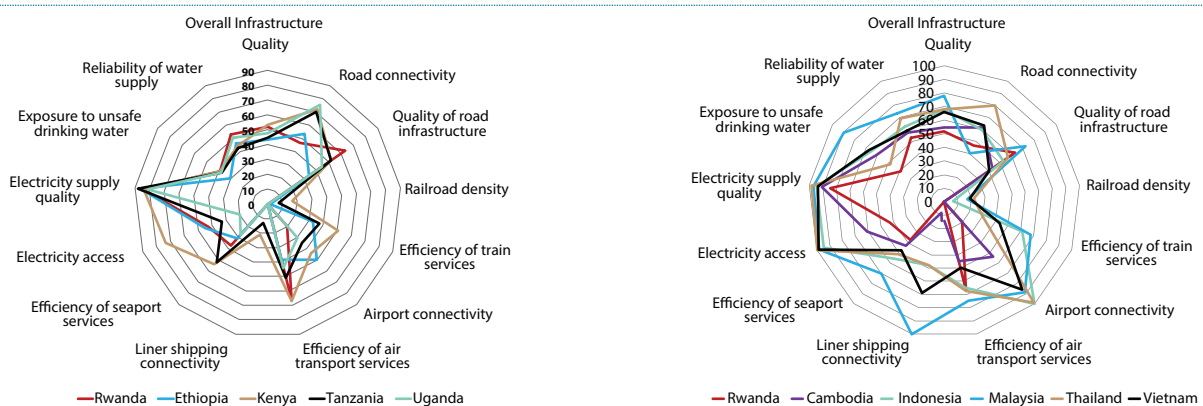 Overall Infrastructure
Quality
Road connectivity
Quality of road
infrastructure
Railroad density
Efficiency of train
services
Airport connectivity
Efficiency of air
transport services
Liner shipping
connectivity
Efficiency of seaport
services
Electricity access
Electricity supply
quality
Exposure to unsafe
drinking water
Reliability of water
supply
90
80
70
60
50
40
30
20
10
0
Rwanda Ethiopia Kenya Tanzania Uganda
Overall Infrastructure
Quality
Road connectivity
Quality of road
infrastructure
Railroad density
Efficiency of train
services
Airport connectivity
Efficiency of air
transport services
Liner shipping
connectivity
Efficiency of seaport
services
Electricity access
Electricity supply
quality
Exposure to unsafe
drinking water
Reliability of water
supply
100
90
80
70
60
50
40
30
20
10
0
Rwanda Cambodia Indonesia Malaysia Thailand Vietnam